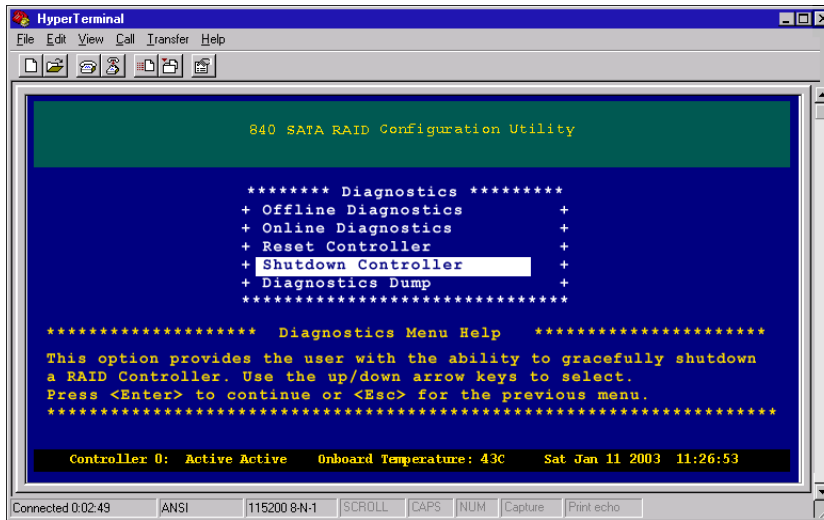 HyperTerminal
File Edit View Call Transfer Help
840 SATA RAID Configuration Utility
******** Diagnostics *********
+ Offline Diagnostics +
+ Online Diagnostics +
+ Reset Controller +
+ Shutdown Controller +
+ Diagnostics Dump +
*******************************
******************** Diagnostics Menu Help **********************
This option provides the user with the ability to gracefully shutdown
a RAID Controller. Use the up/down arrow keys to select.
Press <Enter> to continue or <Esc> for the previous menu.
*********************************************************************
Controller 0: Active Active Onboard Temperature: 43C Sat Jan 11 2003 11:26:53
Connected 0:02:49 ANSI 115200 8-N-1 SCROLL CAPS NUM Capture Print echo